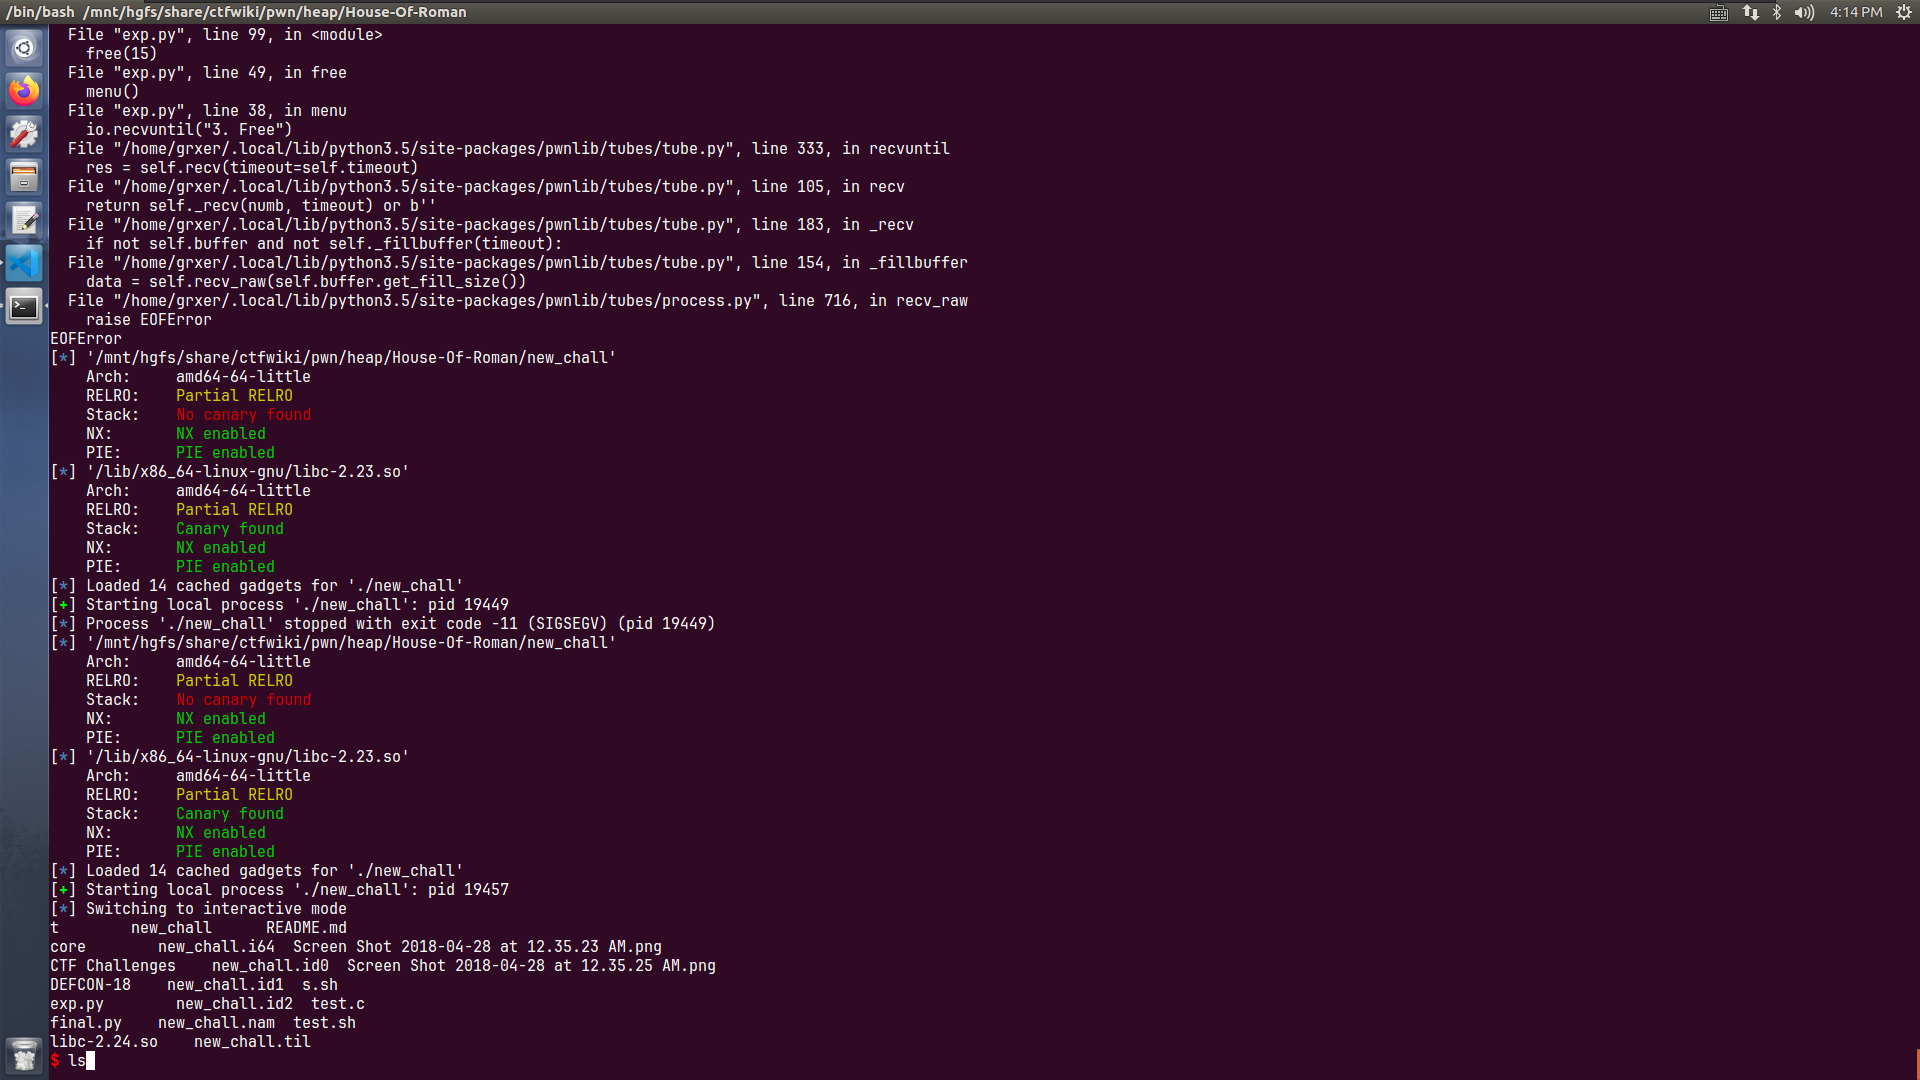 /bin/bash /mnt/hgfs/share/ctfwiki/pwn/heap/House-Of-Roman
4:14 PM
  File "exp.py", line 99, in <module>
    free(15)
  File "exp.py", line 49, in free
    menu()
  File "exp.py", line 38, in menu
    io.recvuntil("3. Free")
  File "/home/grxer/.local/lib/python3.5/site-packages/pwnlib/tubes/tube.py", line 333, in recvuntil
    res = self.recv(timeout=self.timeout)
  File "/home/grxer/.local/lib/python3.5/site-packages/pwnlib/tubes/tube.py", line 105, in recv
    return self._recv(numb, timeout) or b''
  File "/home/grxer/.local/lib/python3.5/site-packages/pwnlib/tubes/tube.py", line 183, in _recv
    if not self.buffer and not self._fillbuffer(timeout):
  File "/home/grxer/.local/lib/python3.5/site-packages/pwnlib/tubes/tube.py", line 154, in _fillbuffer
    data = self.recv_raw(self.buffer.get_fill_size())
  File "/home/grxer/.local/lib/python3.5/site-packages/pwnlib/tubes/process.py", line 716, in recv_raw
    raise EOFError
EOFError
[*] '/mnt/hgfs/share/ctfwiki/pwn/heap/House-Of-Roman/new_chall'
    Arch:     amd64-64-little
    RELRO:    Partial RELRO
    Stack:    No canary found
    NX:       NX enabled
    PIE:      PIE enabled
[*] '/lib/x86_64-linux-gnu/libc-2.23.so'
    Arch:     amd64-64-little
    RELRO:    Partial RELRO
    Stack:    Canary found
    NX:       NX enabled
    PIE:      PIE enabled
[*] Loaded 14 cached gadgets for './new_chall'
[+] Starting local process './new_chall': pid 19449
[*] Process './new_chall' stopped with exit code -11 (SIGSEGV) (pid 19449)
[*] '/mnt/hgfs/share/ctfwiki/pwn/heap/House-Of-Roman/new_chall'
    Arch:     amd64-64-little
    RELRO:    Partial RELRO
    Stack:    No canary found
    NX:       NX enabled
    PIE:      PIE enabled
[*] '/lib/x86_64-linux-gnu/libc-2.23.so'
    Arch:     amd64-64-little
    RELRO:    Partial RELRO
    Stack:    Canary found
    NX:       NX enabled
    PIE:      PIE enabled
[*] Loaded 14 cached gadgets for './new_chall'
[+] Starting local process './new_chall': pid 19457
[*] Switching to interactive mode
t        new_chall      README.md
core        new_chall.i64  Screen Shot 2018-04-28 at 12.35.23 AM.png
CTF Challenges    new_chall.id0  Screen Shot 2018-04-28 at 12.35.25 AM.png
DEFCON-18    new_chall.id1  s.sh
exp.py        new_chall.id2  test.c
final.py    new_chall.nam  test.sh
libc-2.24.so    new_chall.til
$ ls